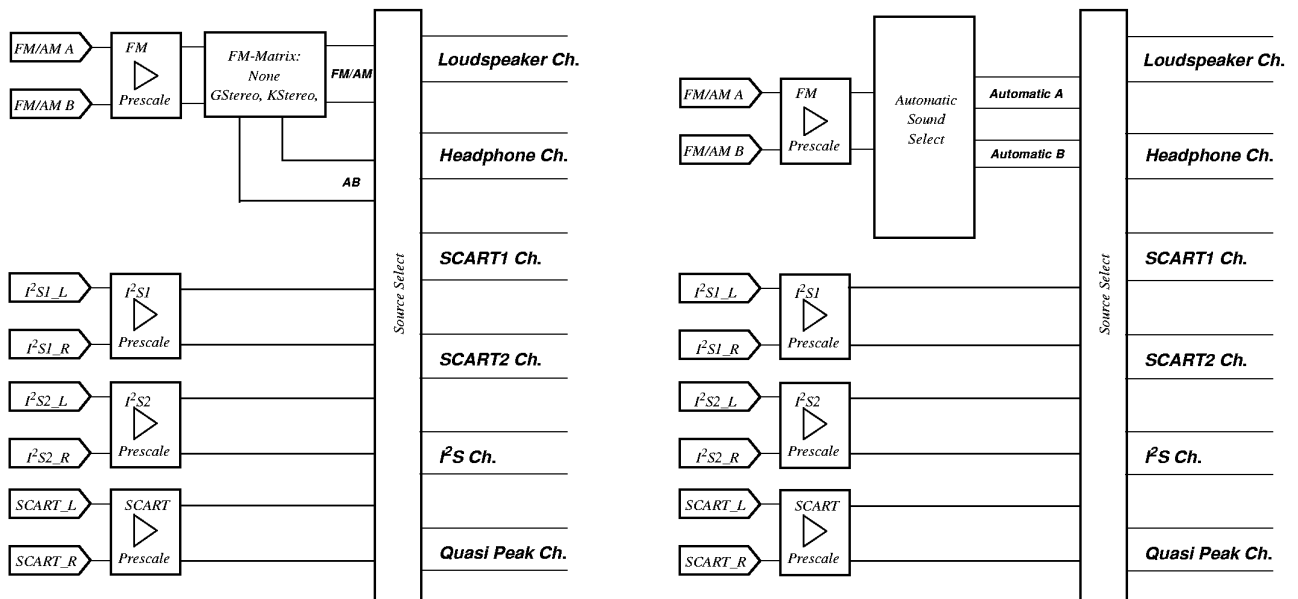 FM/AM A
FM
Prescale
FM/AM B
FM-Matrix:
None
GStereo, KStereo,
FM/AM
AB
I²S1_L
I²S1
Prescale
I²S1_R
I²S2_L
I²S2
Prescale
I²S2_R
SCART_L
SCART
Prescale
SCART_R
Source Select
Loudspeaker Ch.
Headphone Ch.
SCART1 Ch.
SCART2 Ch.
I²S Ch.
Quasi Peak Ch.
FM/AM A
FM
Prescale
FM/AM B
Automatic
Sound
Select
Automatic A
Automatic B
I²S1_L
I²S1
Prescale
I²S1_R
I²S2_L
I²S2
Prescale
I²S2_R
SCART_L
SCART
Prescale
SCART_R
Source Select
Loudspeaker Ch.
Headphone Ch.
SCART1 Ch.
SCART2 Ch.
I²S Ch.
Quasi Peak Ch.